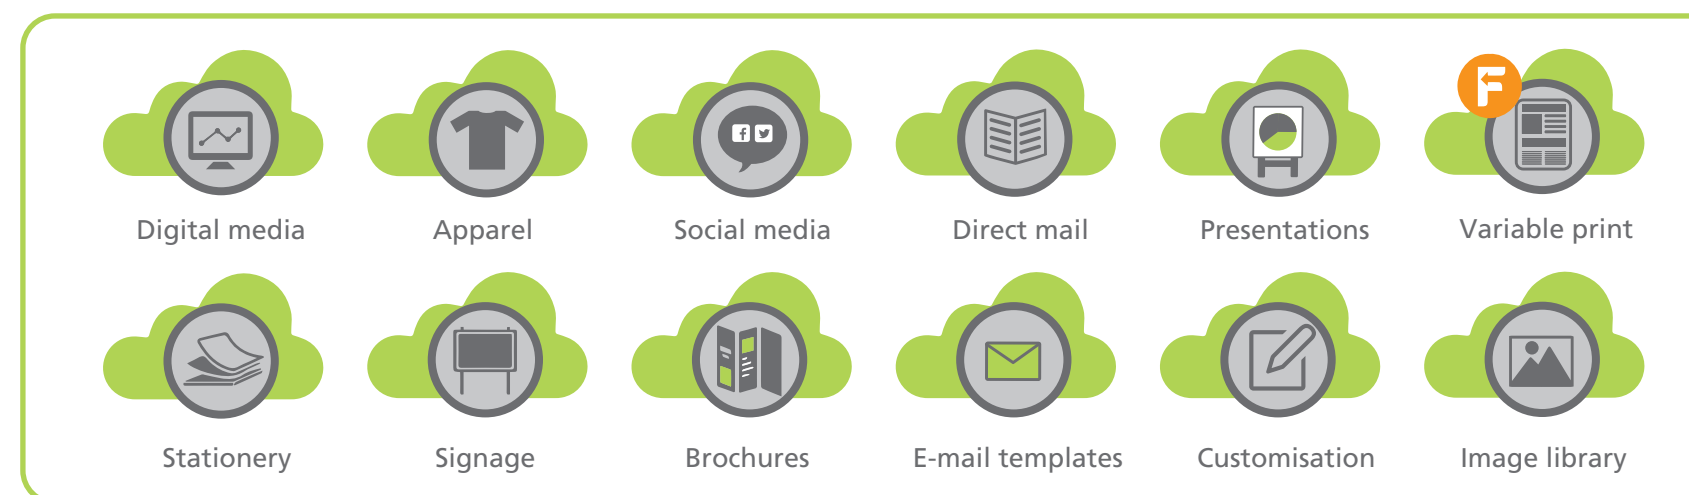 F
Digital media
Apparel
Social media
Direct mail
Presentations
Variable print
Stationery
Signage
Brochures
E-mail templates
Customisation
Image library